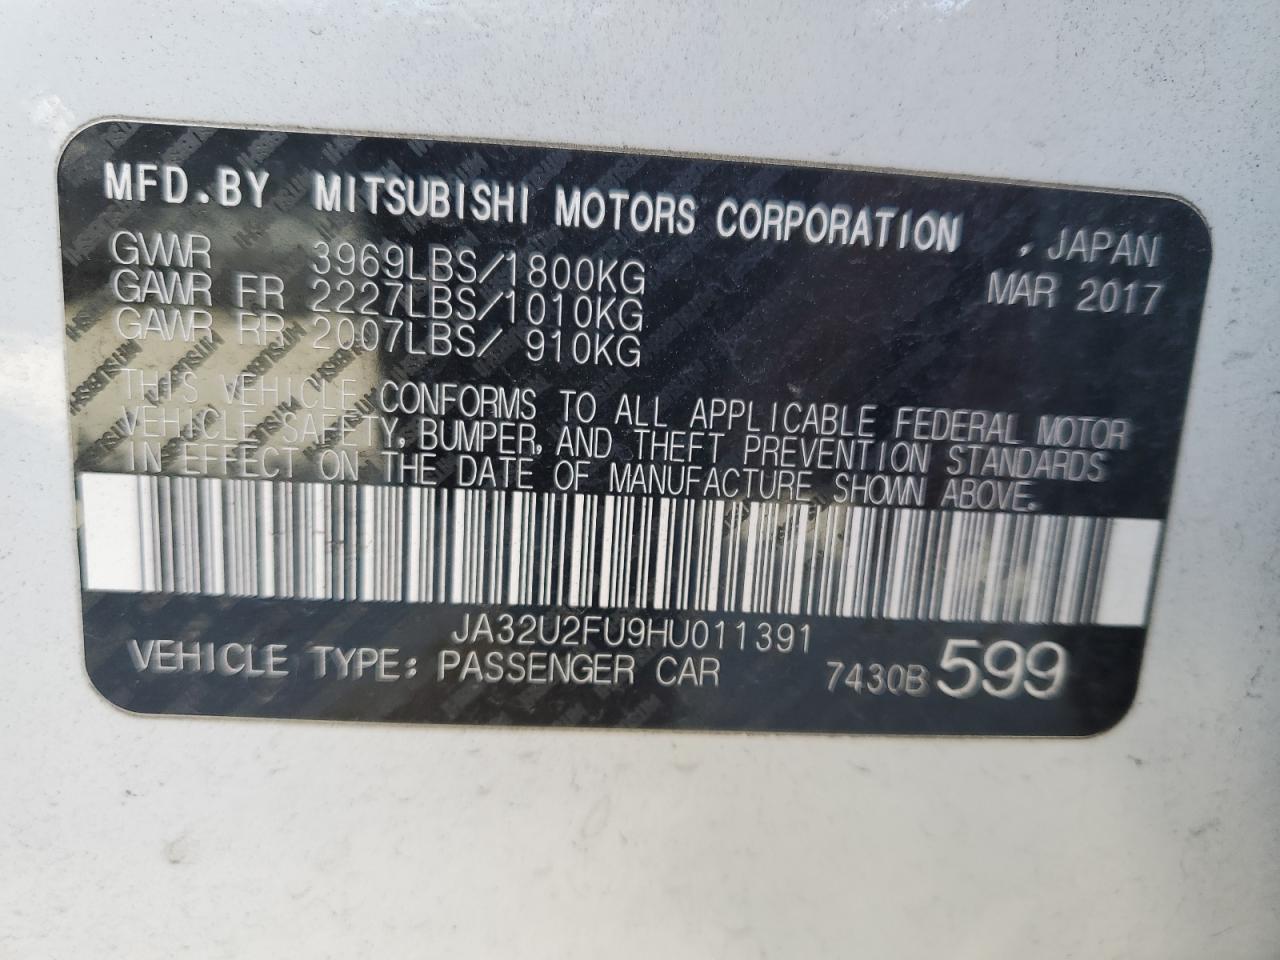 MFD.BY MITSUBISHI MOTORS CORPORATION , JAPAN
GVWR 3969LBS/1800KG MAR 2017
GAWR FR 2227LBS/1010KG
GAWR RR 2007LBS/ 910KG
THIS VEHICLE CONFORMS TO ALL APPLICABLE FEDERAL MOTOR
VEHICLE SAFETY, BUMPER, AND THEFT PREVENTION STANDARDS
IN EFFECT ON THE DATE OF MANUFACTURE SHOWN ABOVE.
JA32U2FU9HU011391
VEHICLE TYPE: PASSENGER CAR 7430B 599